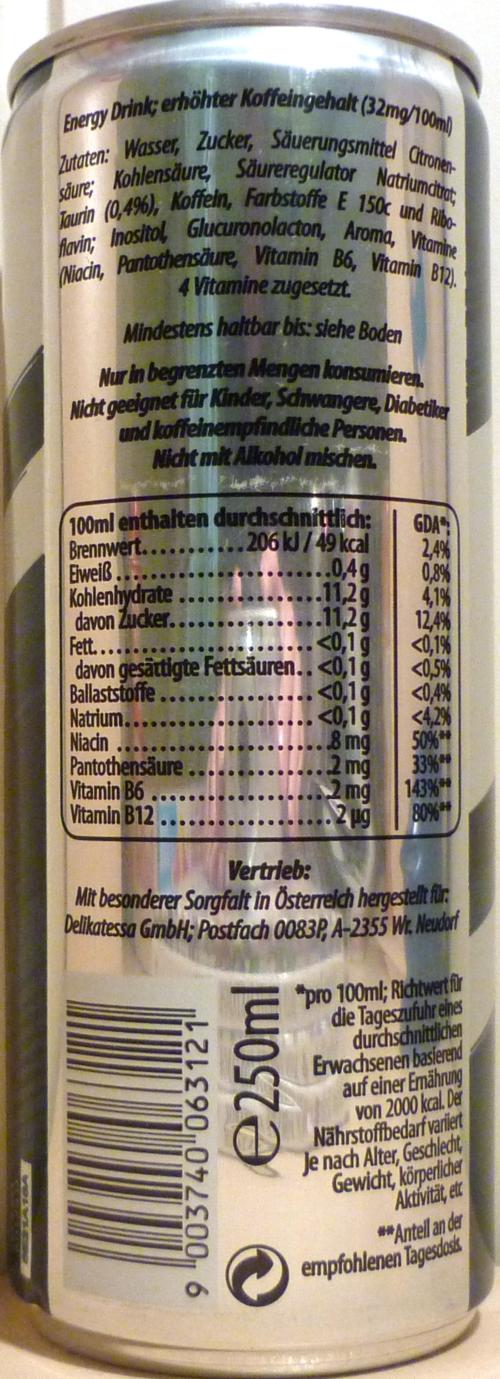 Energy Drink; erhöhter Koffeingehalt (32mg/100ml)
Zutaten: Wasser, Zucker, Säuerungsmittel Citronen-
säure; Kohlensäure, Säureregulator Natriumcitrat;
Taurin (0,4%), Koffein, Farbstoffe E 150c und Ribo-
flavin; Inositol, Glucuronolacton, Aroma, Vitamine
(Niacin, Pantothensäure, Vitamin B6, Vitamin B12).
4 Vitamine zugesetzt.
Mindestens haltbar bis: siehe Boden
Nur in begrenzten Mengen konsumieren.
Nicht geeignet für Kinder, Schwangere, Diabetiker
und koffeinempfindliche Personen.
Nicht mit Alkohol mischen.
100ml enthalten durchschnittlich: GDA*:
Brennwert............206 kJ / 49 kcal 2,4%
Eiweiß..........................0,4 g 0,8%
Kohlenhydrate..................11,2 g 4,1%
davon Zucker...................11,2 g 12,4%
Fett...........................<0,1 g <0,1%
davon gesättigte Fettsäuren..<0,1 g <0,5%
Ballaststoffe..................<0,1 g <0,4%
Natrium........................<0,1 g <4,2%
Niacin..........................8 mg 50%**
Pantothensäure..................2 mg 33%**
Vitamin B6......................2 mg 143%**
Vitamin B12.....................2 µg 80%**
Vertrieb:
Mit besonderer Sorgfalt in Österreich hergestellt für:
Delikatessa GmbH; Postfach 0083P, A-2355 Wr. Neudorf
9 003740 063121
e250ml
*pro 100ml; Richtwert für
die Tageszufuhr eines
durchschnittlichen
Erwachsenen basierend
auf einer Ernährung
von 2000 kcal. Der
Nährstoffbedarf variiert
je nach Alter, Geschlecht,
Gewicht, körperlicher
Aktivität, etc
**Anteil an der
empfohlenen Tagesdosis.